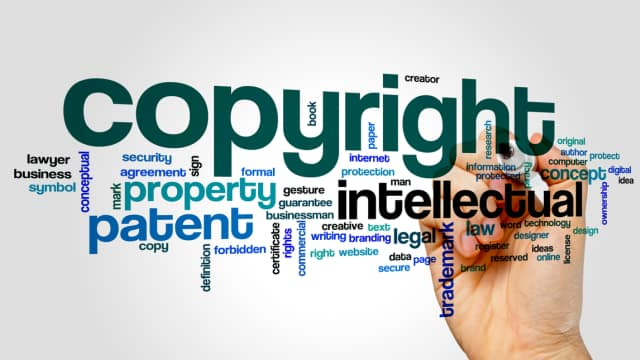 creator
copyright
book
paper
research
original
author
protect
lawyer
conceptual
security
sign
internet
information
policy
computer
business
agreement
formal
protection
man
protected
concept
digital
idea
symbol
mark
property
gesture
intellectual
ownership
guarantee
patent
businessman
creative
text
legal
trademark
law
word
technology
copy
definition
forbidden
certificate
rights
commercial
writing
branding
register
designer
design
right
website
data
page
reserved
ideas
online
license
secure
brand